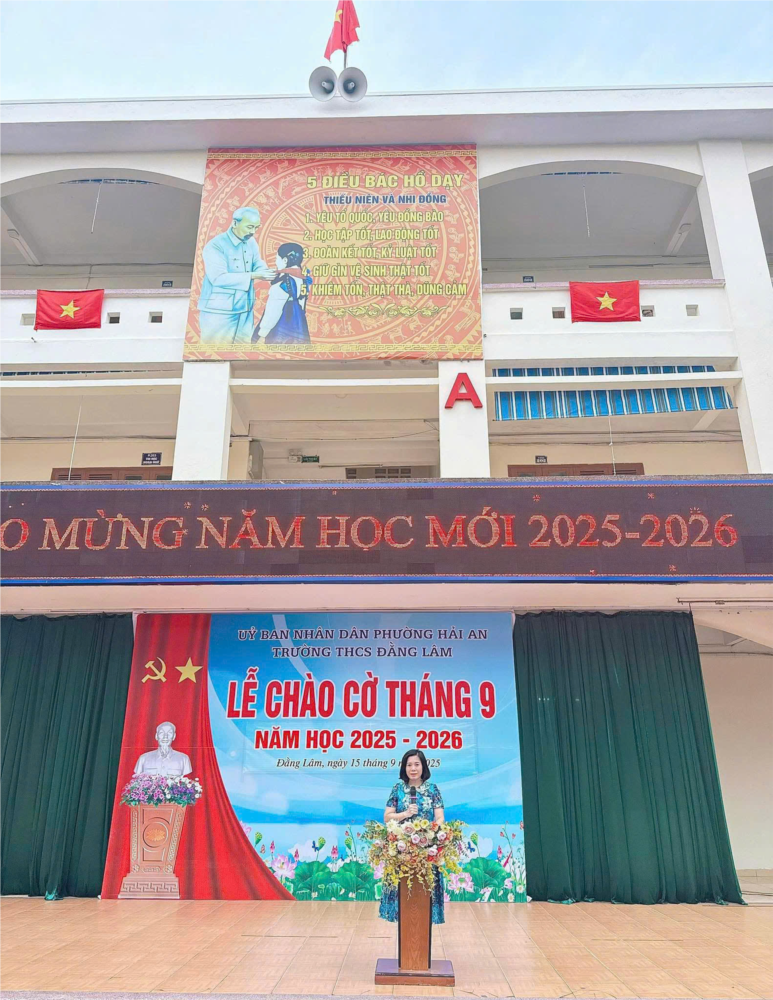 5 ĐIỀU BÁC HỒ DẠY
THIẾU NIÊN VÀ NHI ĐỒNG
1. YÊU TỔ QUỐC, YÊU ĐỒNG BÀO
2. HỌC TẬP TỐT, LAO ĐỘNG TỐT
3. ĐOÀN KẾT TỐT, KỶ LUẬT TỐT
4. GIỮ GÌN VỆ SINH THẬT TỐT
5. KHIÊM TỐN, THẬT THÀ, DŨNG CẢM
A
MỪNG NĂM HỌC MỚI 2025-2026
UỶ BAN NHÂN DÂN PHƯỜNG HẢI AN
TRƯỜNG THCS ĐẰNG LÂM
LỄ CHÀO CỜ THÁNG 9
NĂM HỌC 2025 - 2026
Đằng Lâm, ngày 15 tháng 9 2025